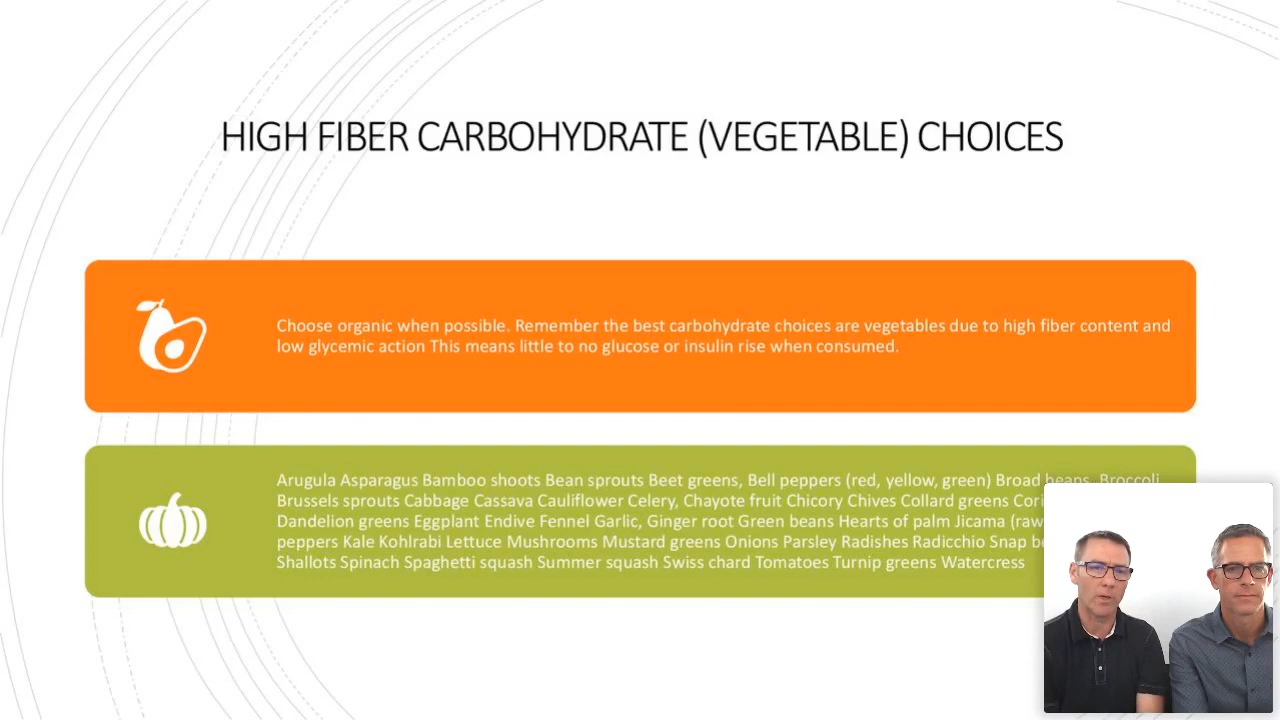 HIGH FIBER CARBOHYDRATE (VEGETABLE) CHOICES
Choose organic when possible. Remember the best carbohydrate choices are vegetables due to high fiber content and
low glycemic action This means little to no glucose or insulin rise when consumed.
Arugula Asparagus Bamboo shoots Bean sprouts Beet greens, Bell peppers (red, yellow, green) Broad beans, Broccoli
Brussels sprouts Cabbage Cassava Cauliflower Celery, Chayote fruit Chicory Chives Collard greens
Dandelion greens Eggplant Endive Fennel Garlic, Ginger root Green beans Hearts of palm Jicama (raw
peppers Kale Kohlrabi Lettuce Mushrooms Mustard greens Onions Parsley Radishes Radicchio Snap
Shallots Spinach Spaghetti squash Summer squash Swiss chard Tomatoes Turnip greens Watercress